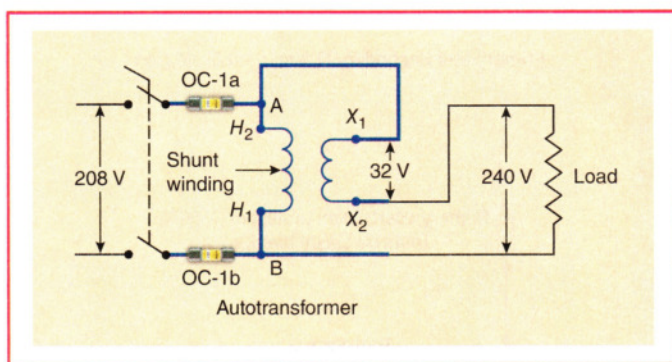 OC-1a
A
H₂
X₁
208 V
Shunt
winding
32 V
240 V
Load
H₁
X₂
B
OC-1b
Autotransformer